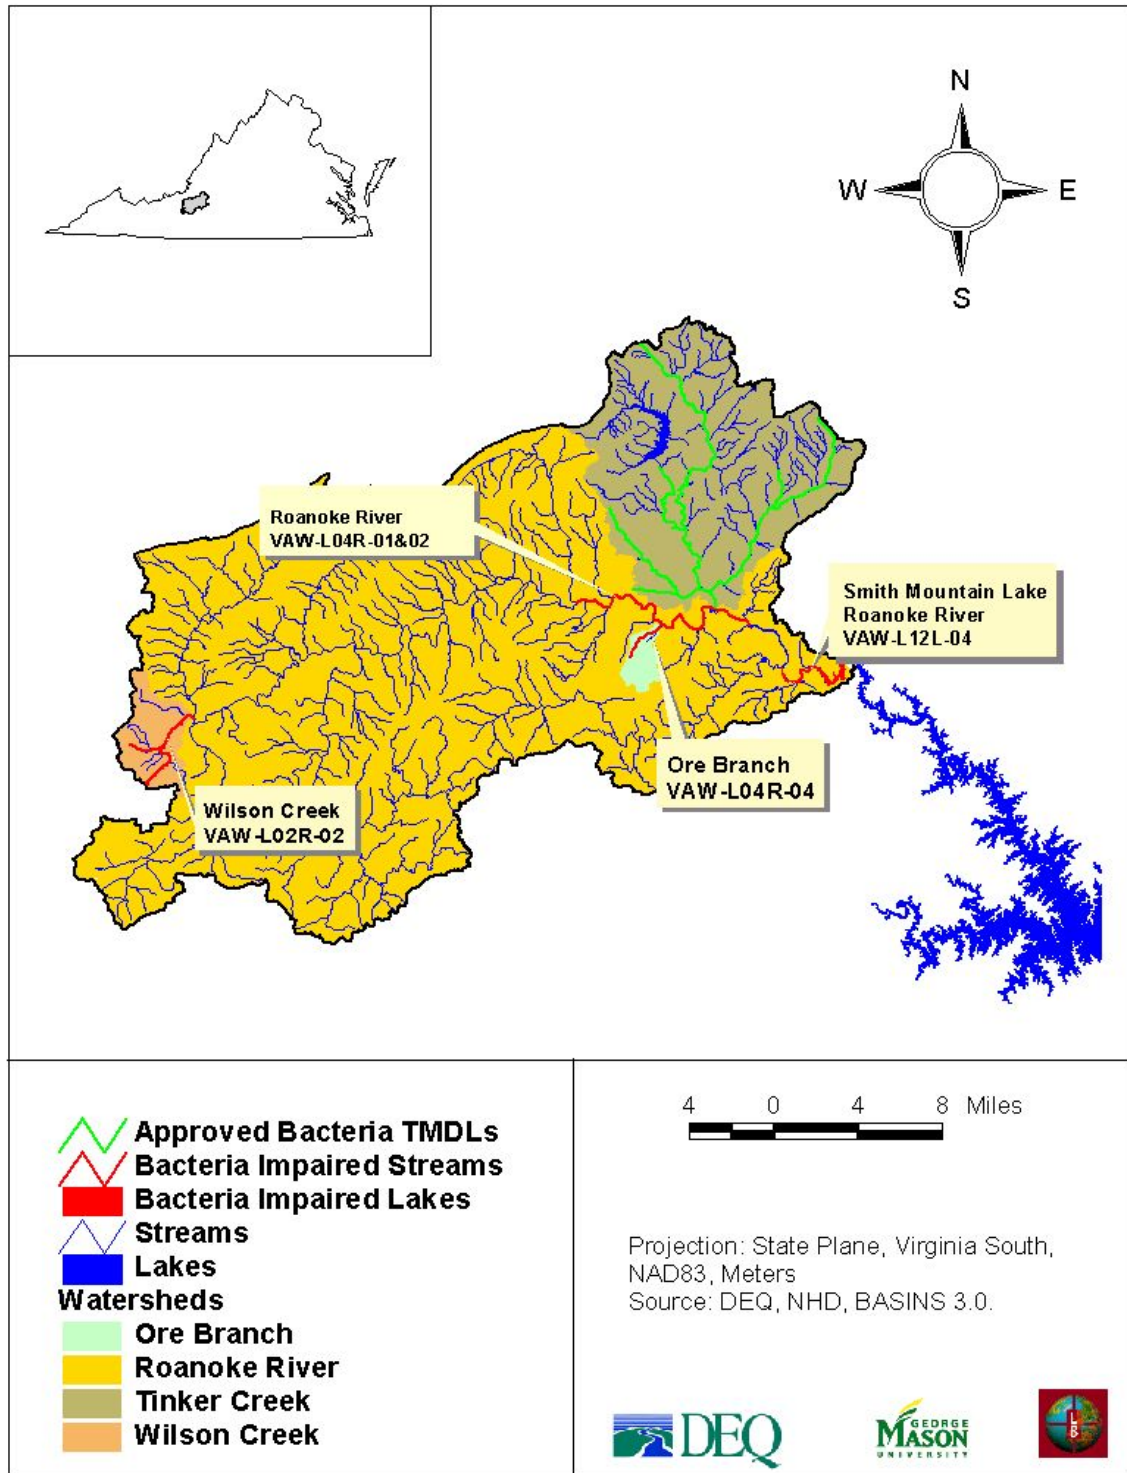 N
W
E
S
Roanoke River
VAW-L04R-01&02
Smith Mountain Lake
Roanoke River
VAW-L12L-04
Ore Branch
VAW-L04R-04
Wilson Creek
VAW-L02R-02
Approved Bacteria TMDLs
Bacteria Impaired Streams
Bacteria Impaired Lakes
Streams
Lakes
Watersheds
Ore Branch
Roanoke River
Tinker Creek
Wilson Creek
4 0 4 8 Miles
Projection: State Plane, Virginia South,
NAD83, Meters
Source: DEQ, NHD, BASINS 3.0.
DEQ
GEORGE
MASON
UNIVERSITY